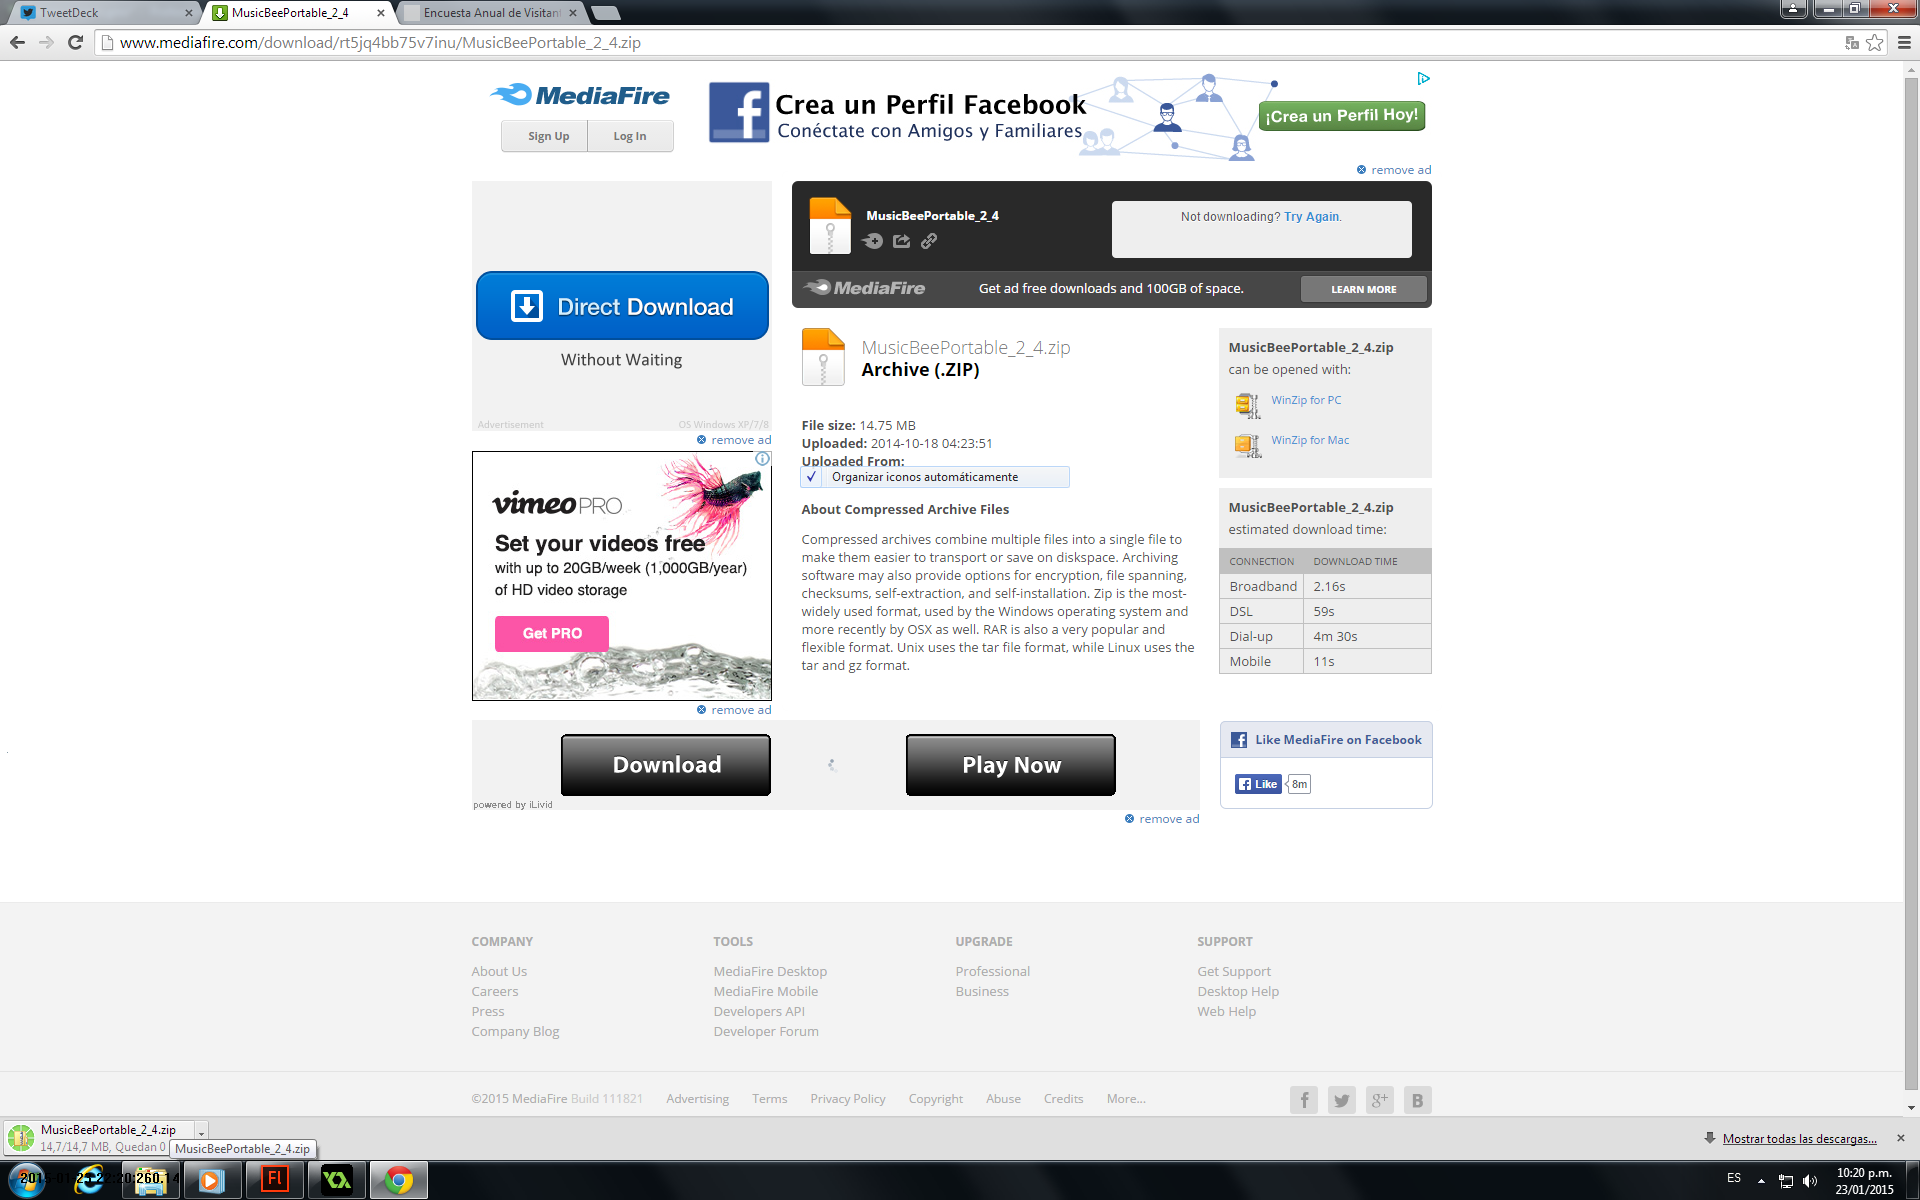 TweetDeck
MusicBeePortable_2_4
Encuesta Anual de Visitan
www.mediafire.com/download/rt5jq4bb75v7inu/MusicBeePortable_2_4.zip
MediaFire
Sign Up
Log In
Crea un Perfil Facebook
Conéctate con Amigos y Familiares
¡Crea un Perfil Hoy!
remove ad
Direct Download
Without Waiting
Advertisement
OS Windows XP/7/8
remove ad
MusicBeePortable_2_4
Not downloading? Try Again.
MediaFire
Get ad free downloads and 100GB of space.
LEARN MORE
vimeo PRO
Set your videos free
with up to 20GB/week (1,000GB/year)
of HD video storage
Get PRO
remove ad
MusicBeePortable_2_4.zip
Archive (.ZIP)
File size: 14.75 MB
Uploaded: 2014-10-18 04:23:51
Uploaded From:
Organizar iconos automáticamente
About Compressed Archive Files
Compressed archives combine multiple files into a single file to
make them easier to transport or save on diskspace. Archiving
software may also provide options for encryption, file spanning,
checksums, self-extraction, and self-installation. Zip is the most-
widely used format, used by the Windows operating system and
more recently by OSX as well. RAR is also a very popular and
flexible format. Unix uses the tar file format, while Linux uses the
tar and gz format.
MusicBeePortable_2_4.zip
can be opened with:
WinZip for PC
WinZip for Mac
MusicBeePortable_2_4.zip
estimated download time:
CONNECTION DOWNLOAD TIME
Broadband 2.16s
DSL 59s
Dial-up 4m 30s
Mobile 11s
Download
Play Now
powered by iLivid
remove ad
Like MediaFire on Facebook
Like
8m
COMPANY
About Us
Careers
Press
Company Blog
TOOLS
MediaFire Desktop
MediaFire Mobile
Developers API
Developer Forum
UPGRADE
Professional
Business
SUPPORT
Get Support
Desktop Help
Web Help
©2015 MediaFire Build 111821
Advertising
Terms
Privacy Policy
Copyright
Abuse
Credits
More...
MusicBeePortable_2_4.zip
14,7/14,7 MB, Quedan 0
MusicBeePortable_2_4.zip
Mostrar todas las descargas...
Fl
ES
10:20 p.m.
23/01/2015